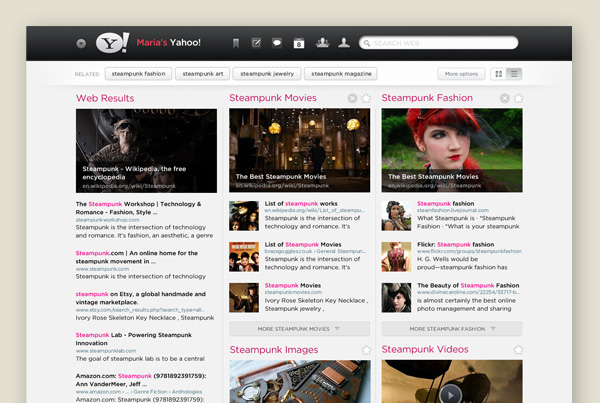 Y!
Maria's Yahoo!
8
SEARCH WEB
RELATED
steampunk fashion
steampunk art
steampunk jewelry
steampunk magazine
More options
Web Results
Steampunk - Wikipedia, the free
encyclopedia
en.wikipedia.org/wiki/Steampunk
The Steampunk Workshop | Technology &
Romance - Fashion, Style ...
steampunkworkshop.com
Steampunk is the intersection of technology
and romance. It's fashion, an aesthetic, a genre
Steampunk.com | An online home for the
steampunk movement in ...
www.steampunk.com
Steampunk is the intersection of technology
steampunk on Etsy, a global handmade and
vintage marketplace.
www.etsy.com/search_results.php?search_type=all...
Ivory Rose Skeleton Key Necklace , Steampunk
Steampunk Lab - Powering Steampunk
Innovation
www.steampunklab.com
The goal of steampunk lab is to be a central
Amazon.com: Steampunk (9781892391759):
Ann VanderMeer, Jeff ...
www.amazon.com › ... › Genre Fiction › Anthologies
Steampunk Movies
The Best Steampunk Movies
en.wikipedia.org/wiki/Steampunk
List of steampunk works
en.wikipedia.org/wiki/List_of_steampu...
Steampunk is the intersection of
technology and romance. It's
List of Steampunk Movies
briesgoggles.co.uk › General Steampun...
Steampunk is the intersection of
technology and romance. It's
Steampunk Movies
steampunkmovies.com
Ivory Rose Skeleton Key Necklace ,
Steampunk jewelry ,
MORE STEAMPUNK MOVIES
Steampunk Images
Steampunk Fashion
The Best Steampunk Movies
en.wikipedia.org/wiki/Steampunk
Steampunk fashion
steamfashion.livejournal.com
What Steampunk is · "Steampunk
Fashion · "What is your steampunk
Flickr: Steampunk fashion
www.flickr.com/groups/steampunkfashion
H. G. Wells would be
proud—steampunk fashion has
The Beauty of Steampunk Fashion
www.divinecaroline.com/22254/53717-b...
is almost certainly the best online
photo management and sharing
MORE STEAMPUNK FASHION
Steampunk Videos